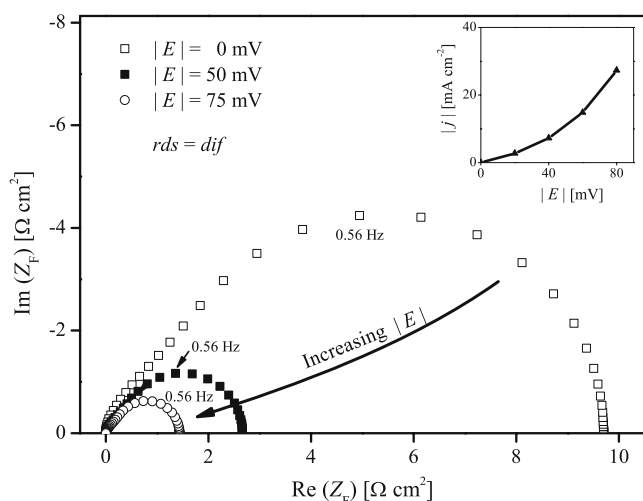 -8
-6
-4
-2
0
Im (Z_F) [Ω cm²]
□ | E | = 0 mV
■ | E | = 50 mV
○ | E | = 75 mV
rds = dif
40
20
0
| j | [mA cm⁻²]
0 40 80
| E | [mV]
0.56 Hz
Increasing | E |
0.56 Hz
0.56 Hz
0 2 4 6 8 10
Re (Z_F) [Ω cm²]